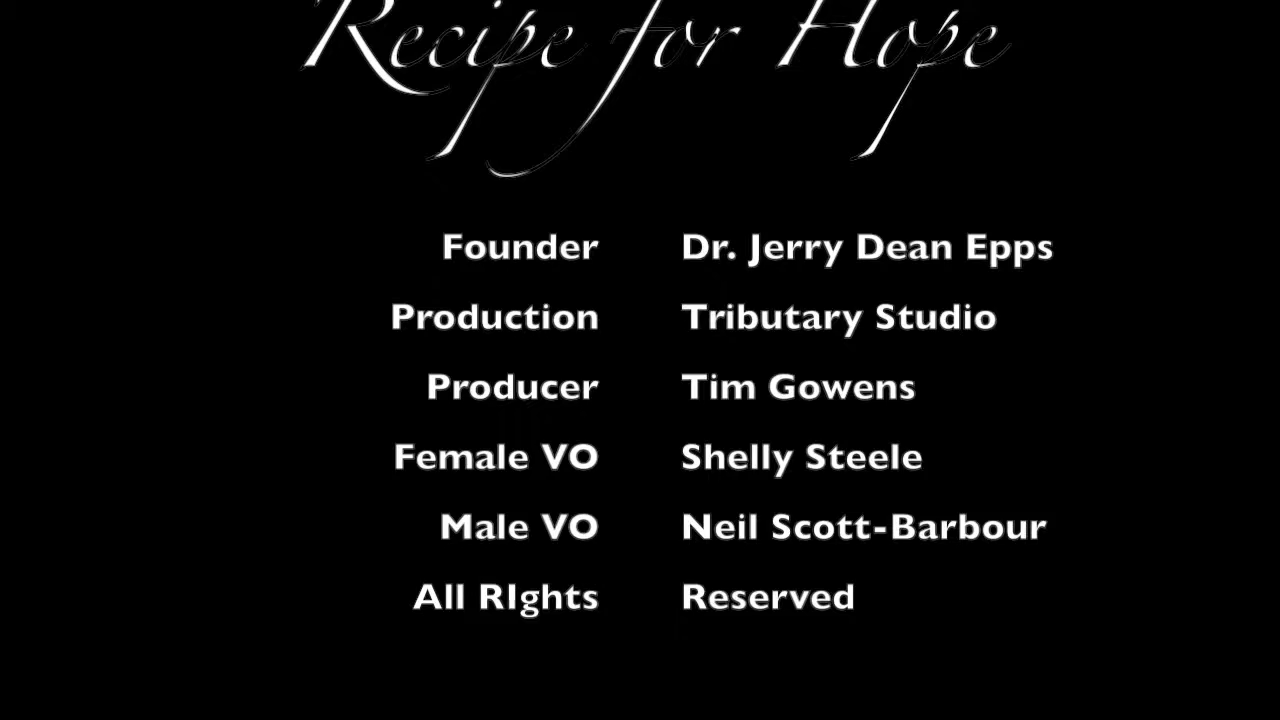 Recipe for Hope
Founder Dr. Jerry Dean Epps
Production Tributary Studio
Producer Tim Gowens
Female VO Shelly Steele
Male VO Neil Scott-Barbour
All RIghts Reserved